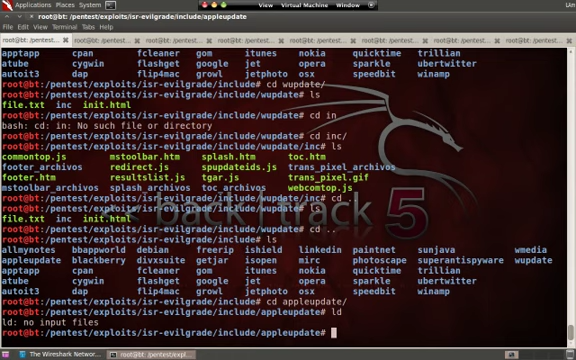 Applications Places System View Virtual Machine Window
root@bt: /pentest/exploits/isr-evilgrade/include/appleupdate
File Edit View Terminal Tabs Help
apptapp cpan fcleaner gom itunes nokia quicktime trillian
atube cygwin flashget google jet opera sparkle ubertwitter
autoit3 dap flip4mac growl jetphoto osx speedbit winamp
root@bt:/pentest/exploits/isr-evilgrade/include# cd wupdate/
root@bt:/pentest/exploits/isr-evilgrade/include/wupdate# ls
file.txt inc init.html
root@bt:/pentest/exploits/isr-evilgrade/include/wupdate# cd in
bash: cd: in: No such file or directory
root@bt:/pentest/exploits/isr-evilgrade/include/wupdate# cd inc/
root@bt:/pentest/exploits/isr-evilgrade/include/wupdate/inc# ls
commontop.js mstoolbar.htm splash.htm toc.htm
footer_archivos redirect.js spupdateids.js trans_pixel_archivos
footer.htm resultslist.js tgar.js trans_pixel.gif
mstoolbar_archivos splash_archivos toc_archivos webcomtop.js
root@bt:/pentest/exploits/isr-evilgrade/include/wupdate/inc# cd ..
root@bt:/pentest/exploits/isr-evilgrade/include/wupdate# ls
file.txt inc init.html
root@bt:/pentest/exploits/isr-evilgrade/include/wupdate# cd ..
root@bt:/pentest/exploits/isr-evilgrade/include# ls
allmynotes bbappworld debian freerip ishield linkedin paintnet sunjava wmedia
appleupdate blackberry divxsuite getjar isopen mirc photoscape superantispyware wupdate
apptapp cpan fcleaner gom itunes nokia quicktime trillian
atube cygwin flashget google jet opera sparkle ubertwitter
autoit3 dap flip4mac growl jetphoto osx speedbit winamp
root@bt:/pentest/exploits/isr-evilgrade/include# cd appleupdate/
root@bt:/pentest/exploits/isr-evilgrade/include/appleupdate# ld
ld: no input files
root@bt:/pentest/exploits/isr-evilgrade/include/appleupdate#
<< back | track 5
The Wireshark Netwo... root@bt: /pentest/expl...